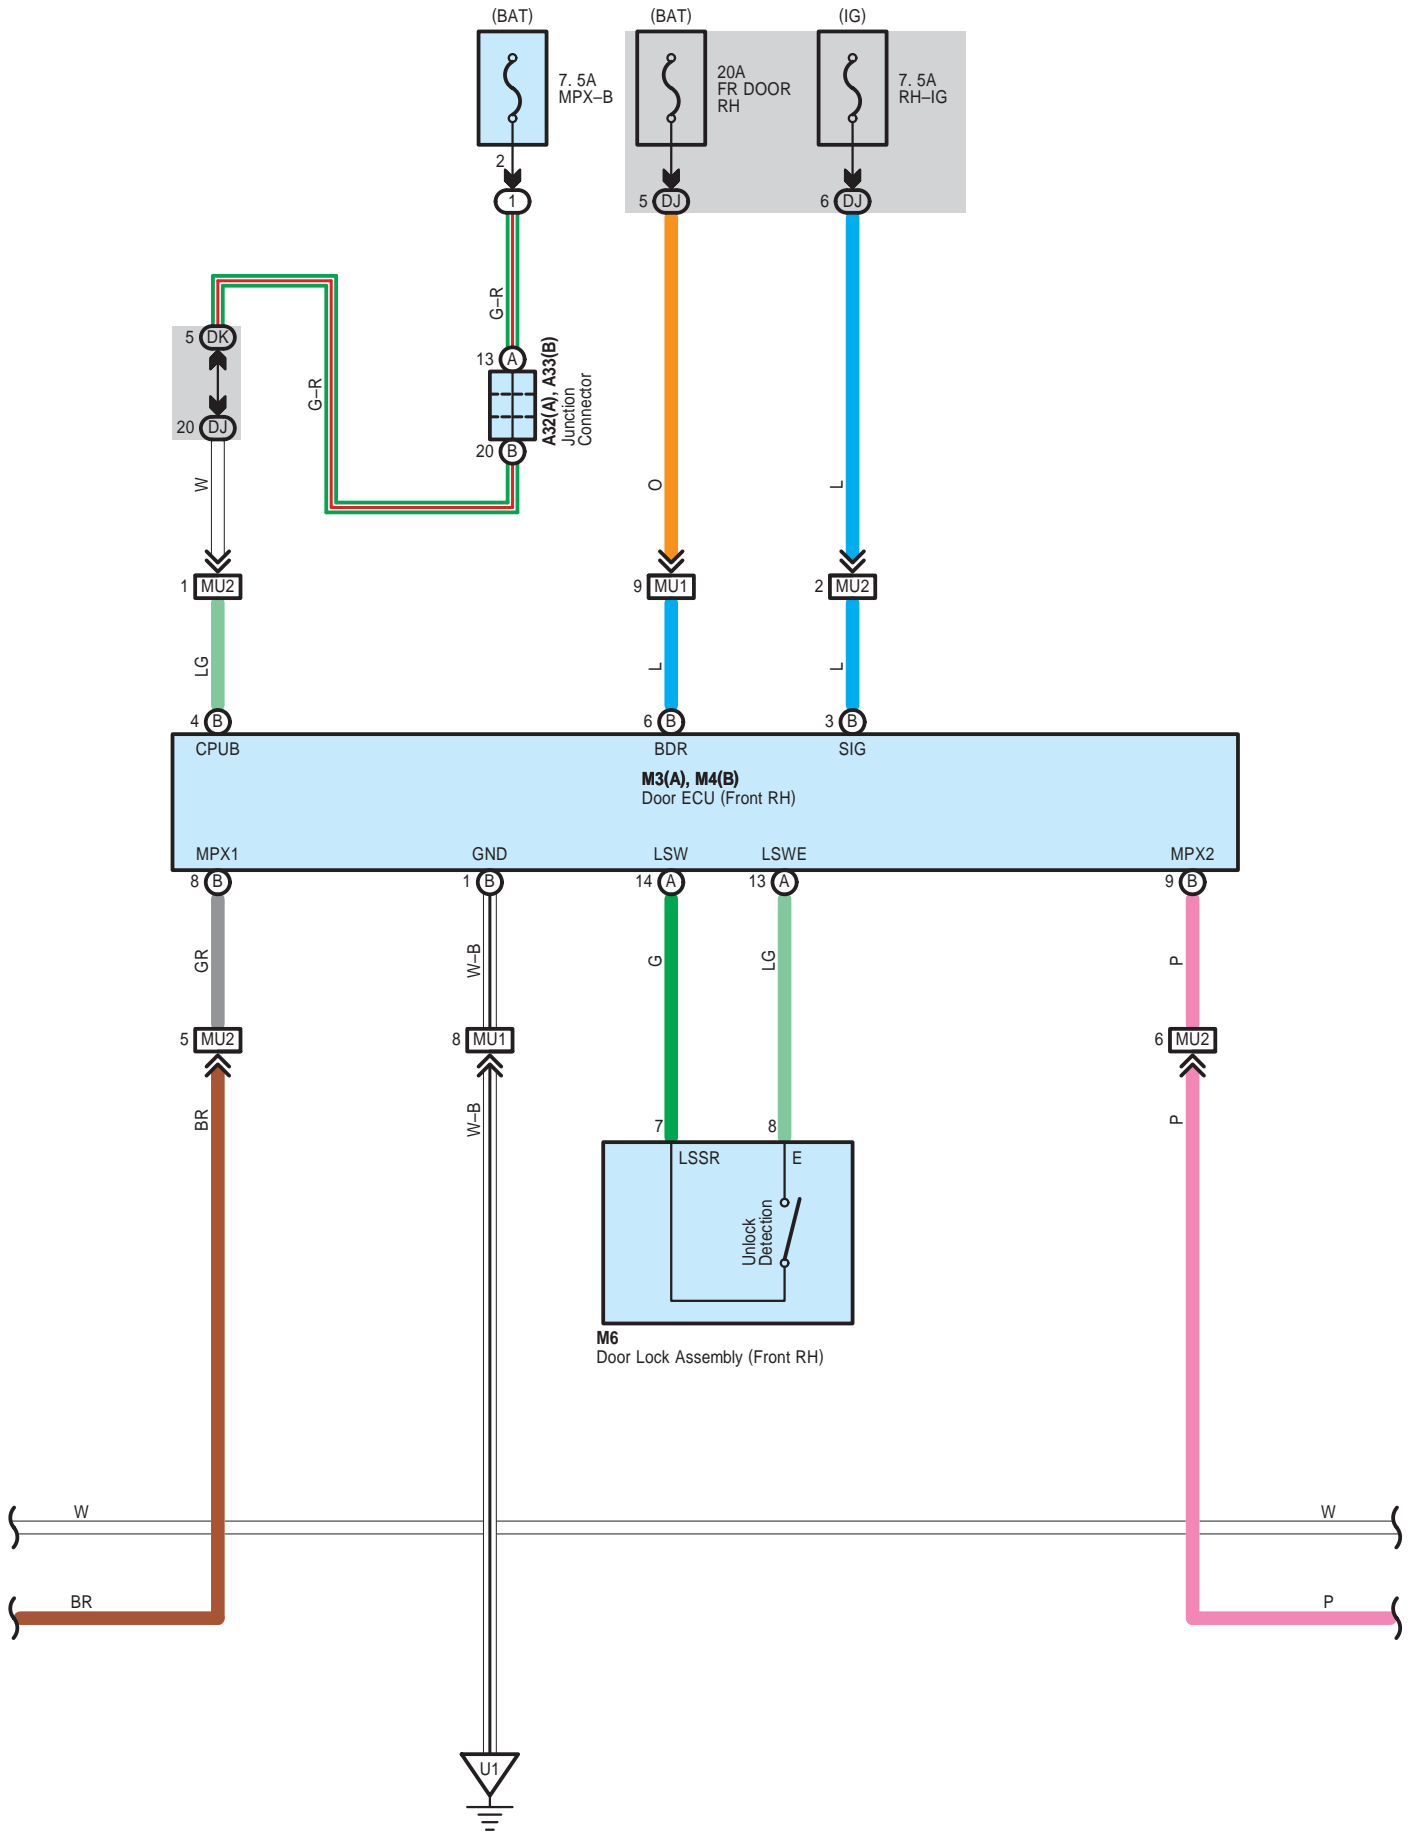 (BAT)
(BAT)
(IG)
7. 5A
MPX–B
20A
FR DOOR
RH
7. 5A
RH–IG
2
1
5 DJ
6 DJ
G–R
5 DK
13 A
A32(A), A33(B)
Junction
Connector
G–R
20 DJ
20 B
W
O
L
1 MU2
9 MU1
2 MU2
LG
L
L
4 B
6 B
3 B
CPUB
BDR
SIG
M3(A), M4(B)
Door ECU (Front RH)
MPX1
GND
LSW
LSWE
MPX2
8 B
1 B
14 A
13 A
9 B
GR
W–B
G
LG
P
5 MU2
8 MU1
6 MU2
BR
W–B
7
8
P
LSSR
E
Unlock
Detection
M6
Door Lock Assembly (Front RH)
W
W
BR
P
U1